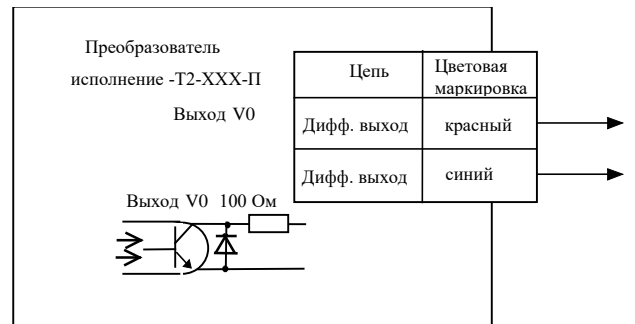 Преобразователь
исполнение -Т2-ХХХ-П
Выход V0
Цепь
Цветовая
маркировка
Дифф. выход
красный
Дифф. выход
синий
Выход V0 100 Ом